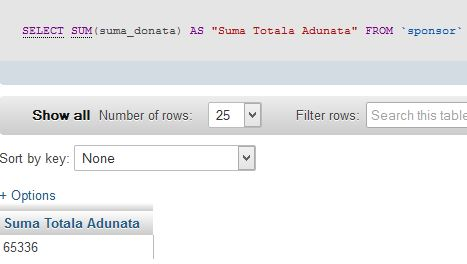 SELECT SUM(suma_donata) AS "Suma Totala Adunata" FROM `sponsor`
Show all Number of rows: 25 Filter rows: Search this table
Sort by key: None
+ Options
Suma Totala Adunata
65336